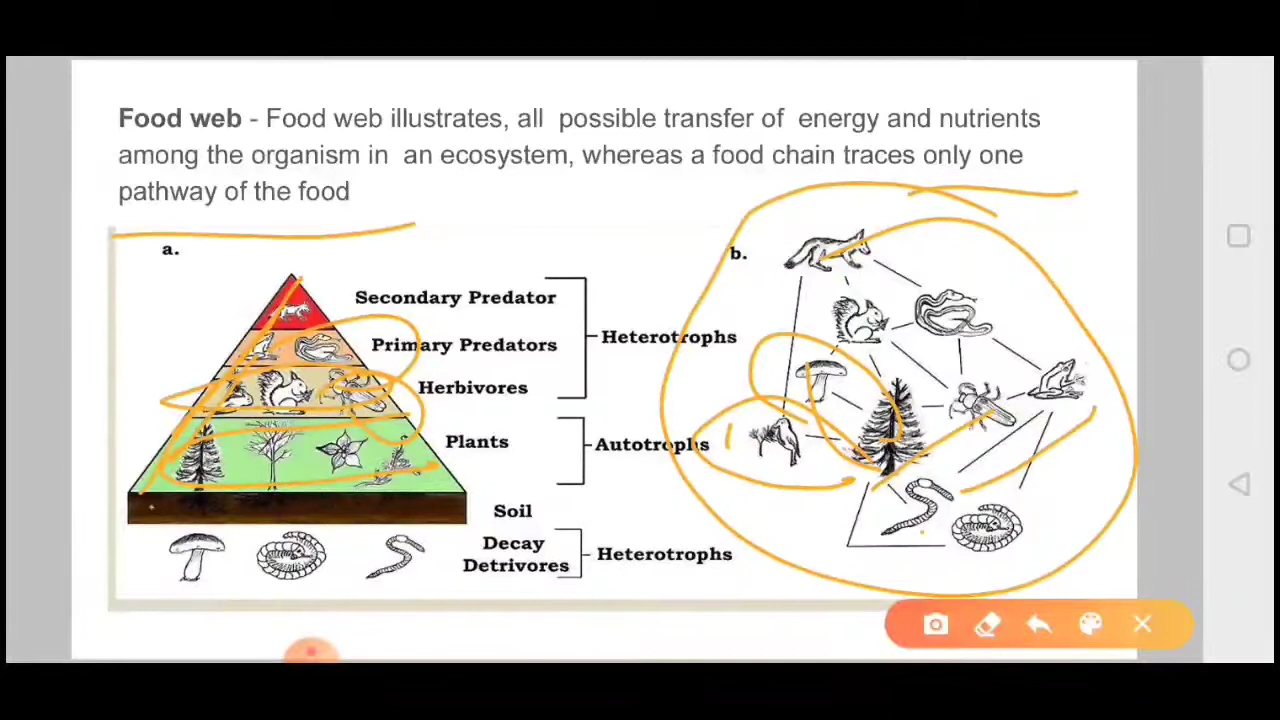 Food web - Food web illustrates, all possible transfer of energy and nutrients
among the organism in an ecosystem, whereas a food chain traces only one
pathway of the food
a.
b.
Secondary Predator
Primary Predators
Heterotrophs
Herbivores
Plants
Autotrophs
Soil
Decay
Detrivores
Heterotrophs